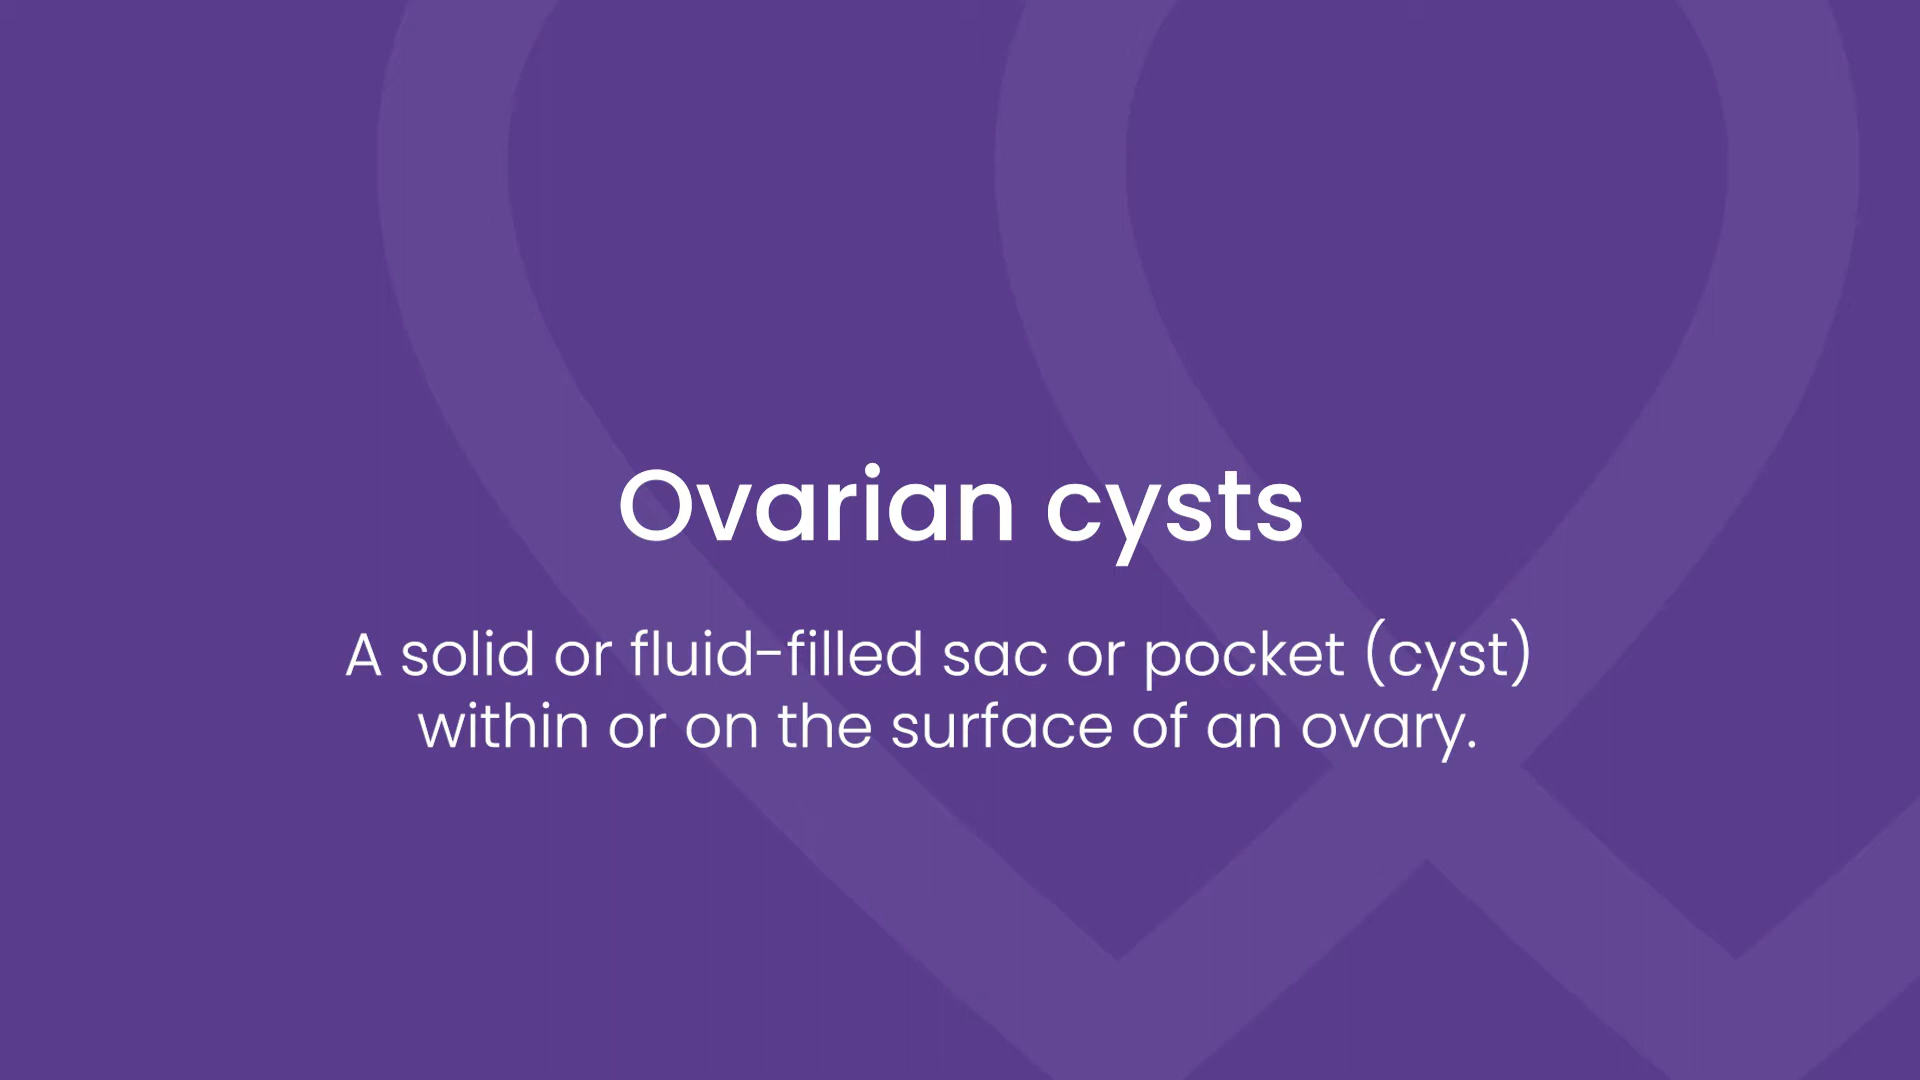 Ovarian cysts
A solid or fluid-filled sac or pocket (cyst)
within or on the surface of an ovary.